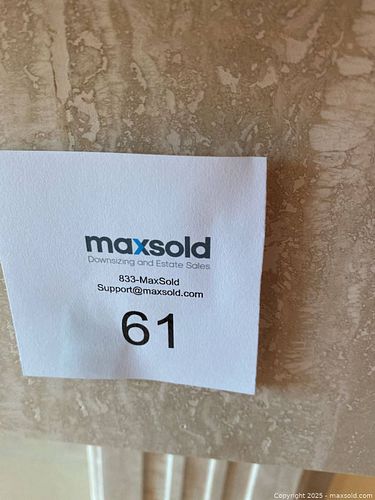 maxsold
Downsizing and Estate Sales
833-MaxSold
Support@maxsold.com
61
Copyright 2025 - maxsold.com